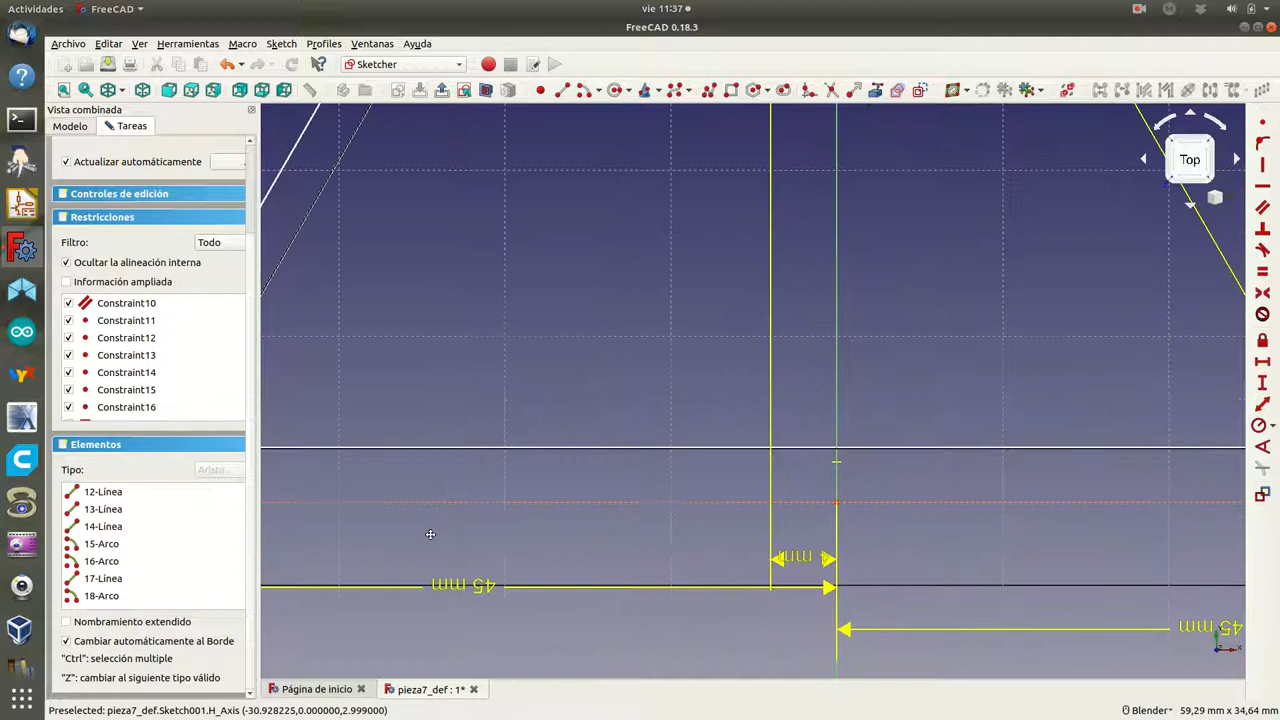 Actividades FreeCAD vie 11:37
FreeCAD 0.18.3
Archivo Editar Ver Herramientas Macro Sketch Profiles Ventanas Ayuda
Sketcher
Vista combinada
Modelo Tareas
Actualizar automáticamente
Controles de edición
Restricciones
Filtro: Todo
Ocultar la alineación interna
Información ampliada
Constraint10
Constraint11
Constraint12
Constraint13
Constraint14
Constraint15
Constraint16
Elementos
Tipo: Arista
12-Línea
13-Línea
14-Línea
15-Arco
16-Arco
17-Línea
18-Arco
Nombramiento extendido
Cambiar automáticamente al Borde
"Ctrl": selección multiple
"Z": cambiar al siguiente tipo válido
Top
45 mm
45 mm
Página de inicio pieza7_def : 1*
Preselected: pieza7_def.Sketch001.H_Axis (-30.928225,0.000000,2.999000) Blender 59,29 mm x 34,64 mm